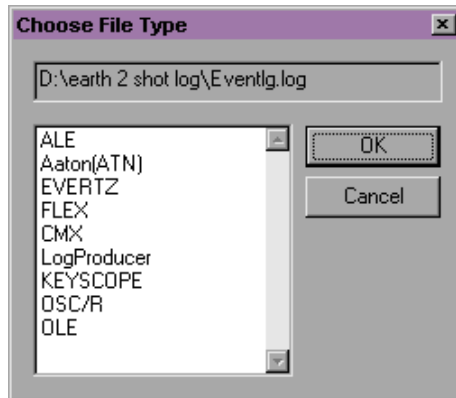 Choose File Type
D:\earth 2 shot log\Eventlg.log
ALE
Aaton(ATN)
EVERTZ
FLEX
CMX
LogProducer
KEYSCOPE
OSC/R
OLE
OK
Cancel